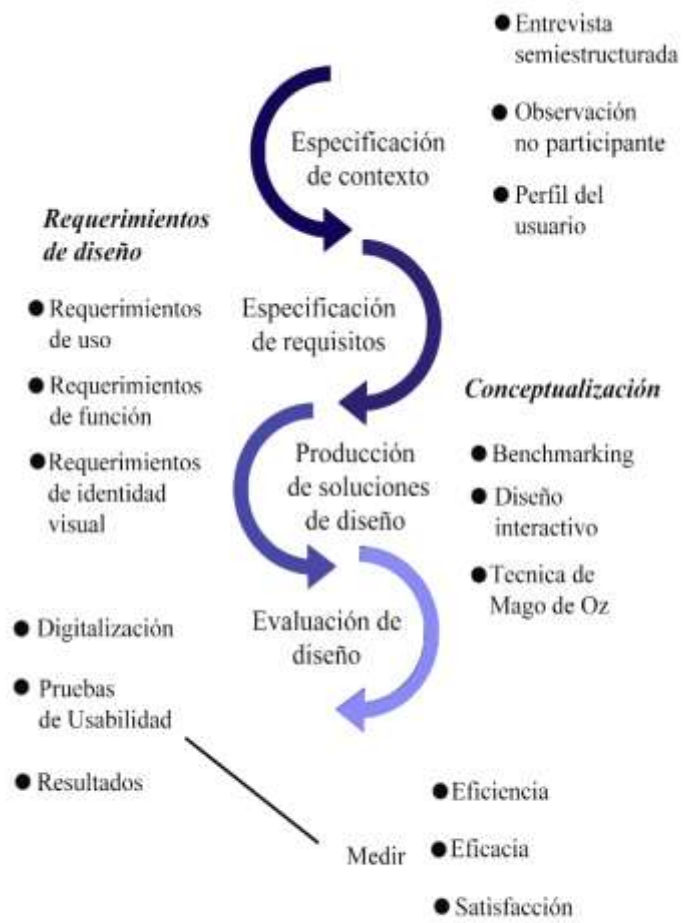 ● Entrevista
semiestructurada
● Observación
no participante
● Perfil del
usuario
Especificación
de contexto
Requerimientos
de diseño
● Requerimientos
de uso
● Requerimientos
de función
● Requerimientos
de identidad
visual
Especificación
de requisitos
Conceptualización
● Benchmarking
● Diseño
interactivo
● Tecnica de
Mago de Oz
Producción
de soluciones
de diseño
Evaluación de
diseño
● Digitalización
● Pruebas
de Usabilidad
● Resultados
Medir
● Eficiencia
● Eficacia
● Satisfacción